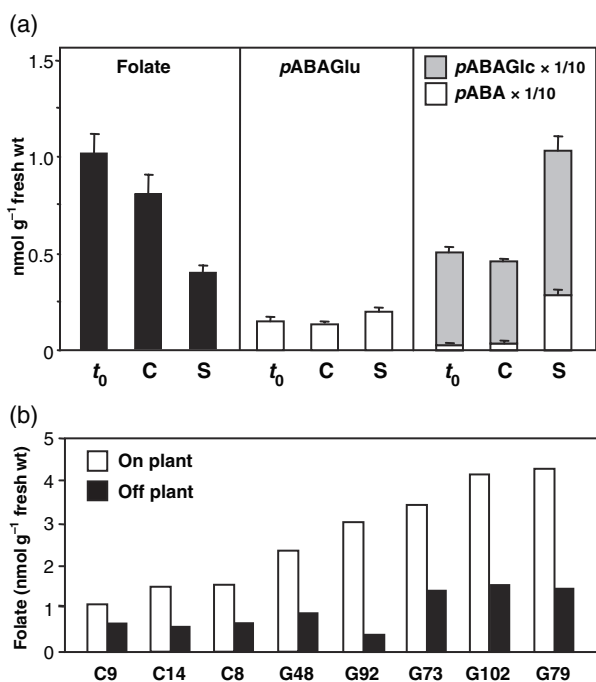 (a)
1.5
1.0
0.5
0
nmol g⁻¹ fresh wt
Folate
pABAGlu
pABAGlc × 1/10
pABA × 1/10
t₀ C S t₀ C S t₀ C S
(b)
5
4
3
2
1
0
Folate (nmol g⁻¹ fresh wt)
On plant
Off plant
C9 C14 C8 G48 G92 G73 G102 G79